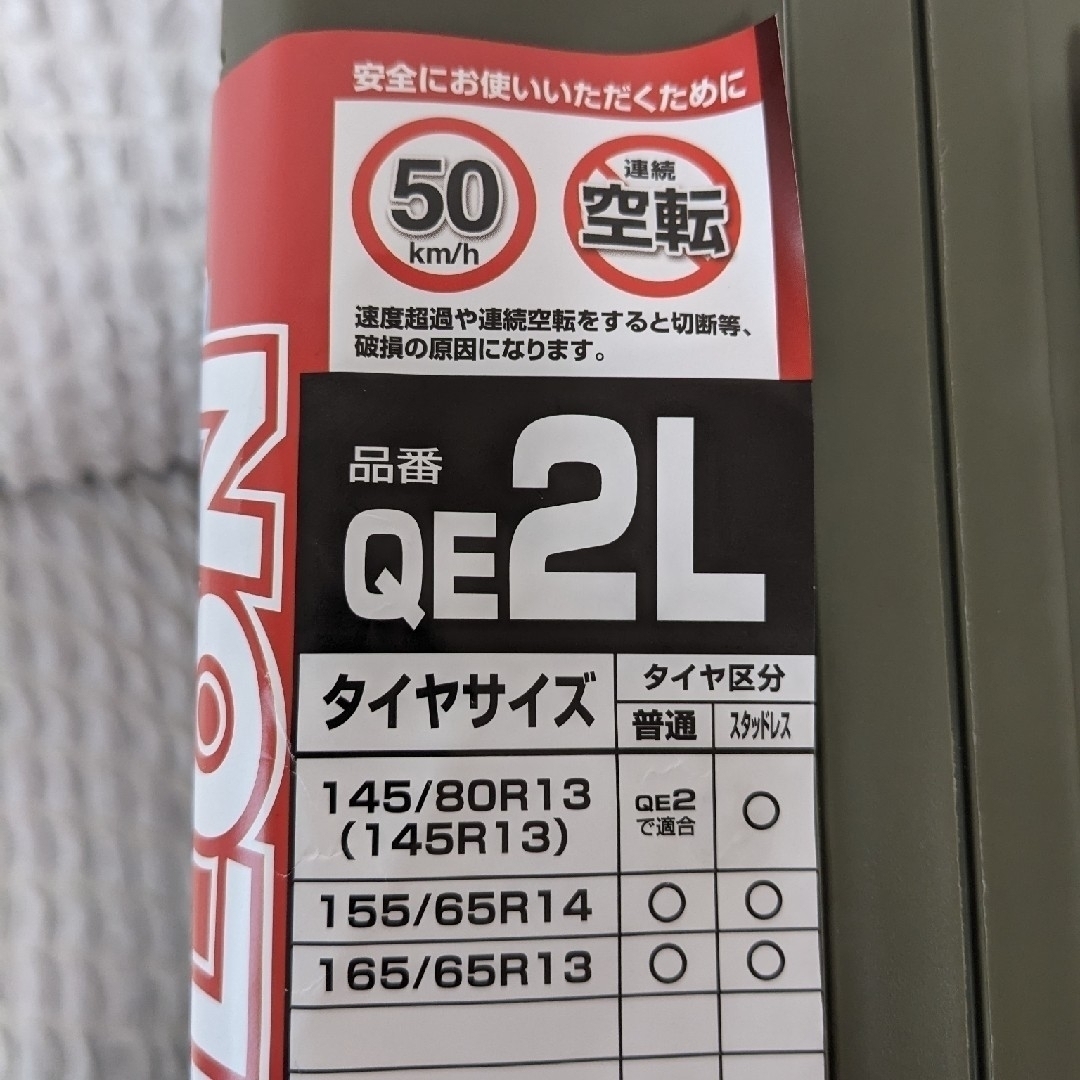 安全にお使いいただくために
50
km/h
連続
空転
速度超過や連続空転をすると切断等、
破損の原因になります。
品番
QE2L
タイヤサイズ
タイヤ区分
普通
スタッドレス
145/80R13
(145R13)
QE2
で適合
○
155/65R14 ○ ○
165/65R13 ○ ○